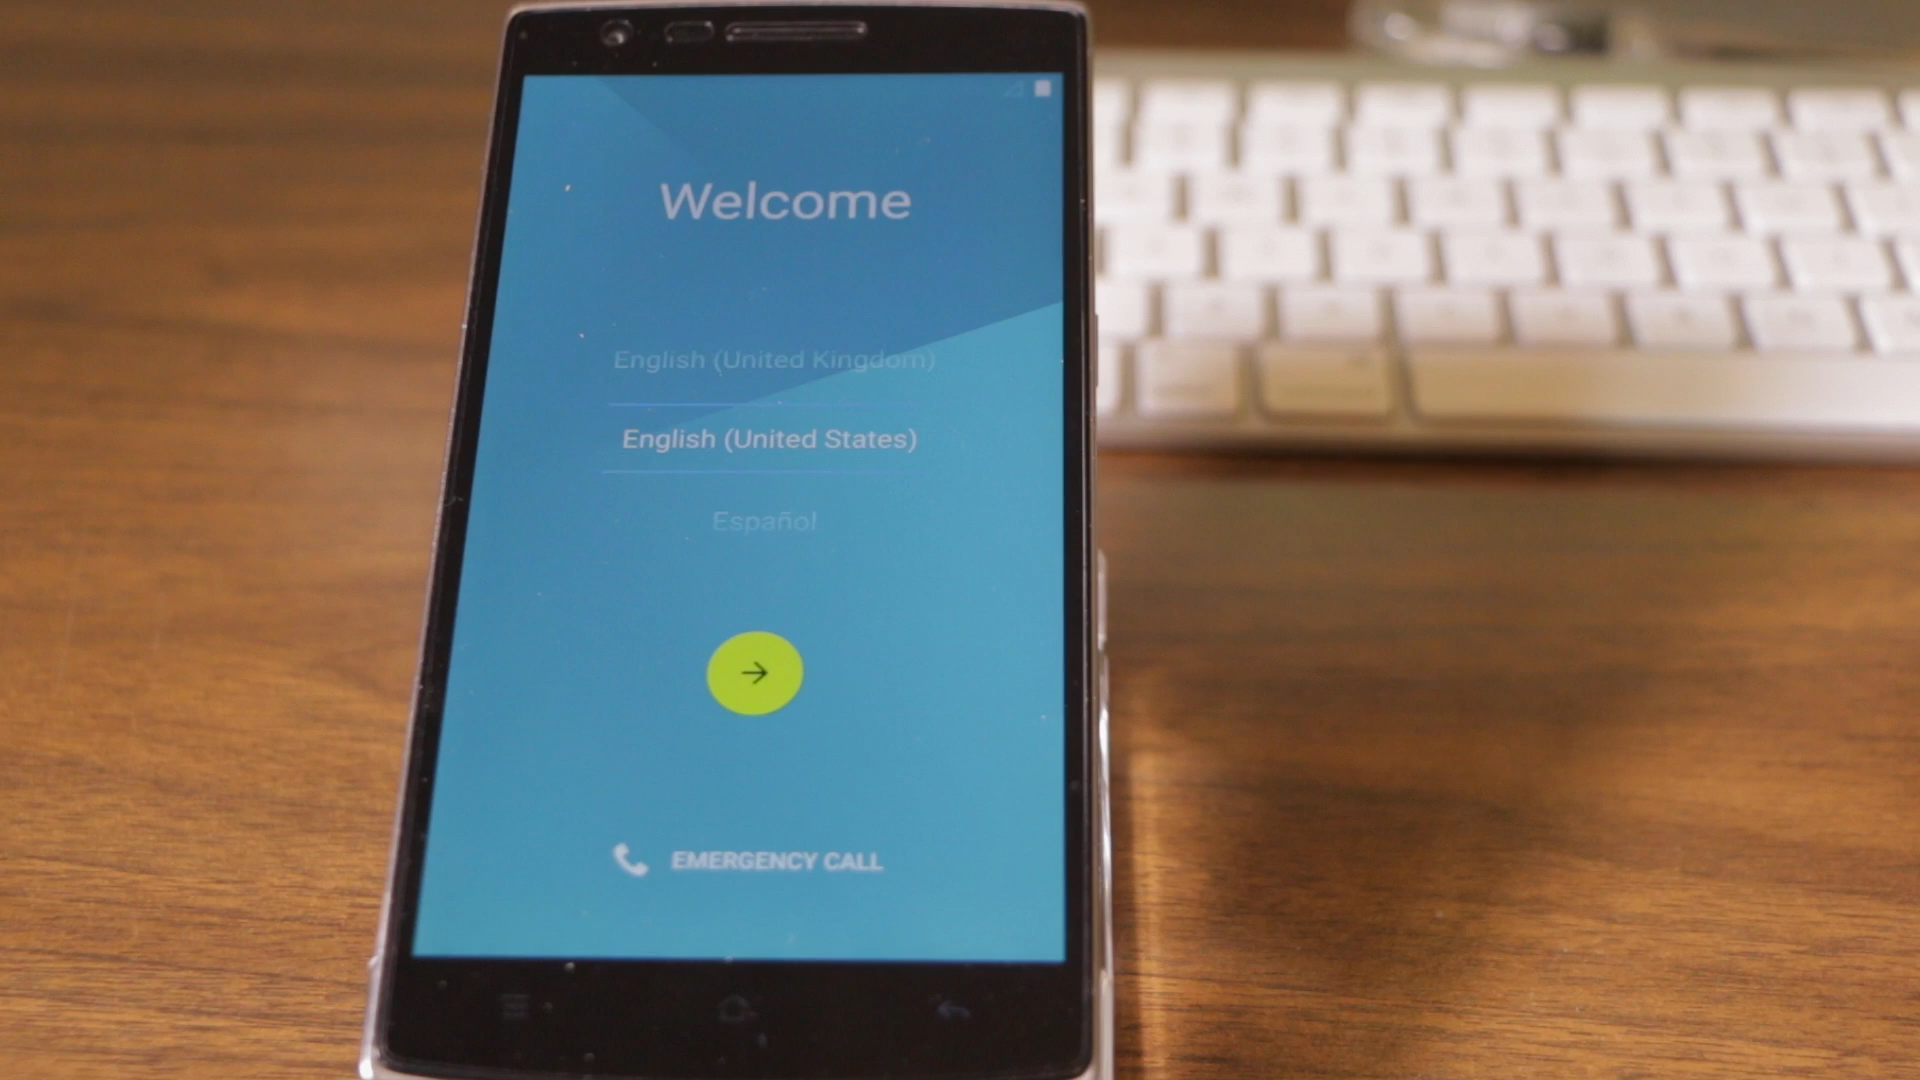 Welcome
English (United Kingdom)
English (United States)
Español
EMERGENCY CALL